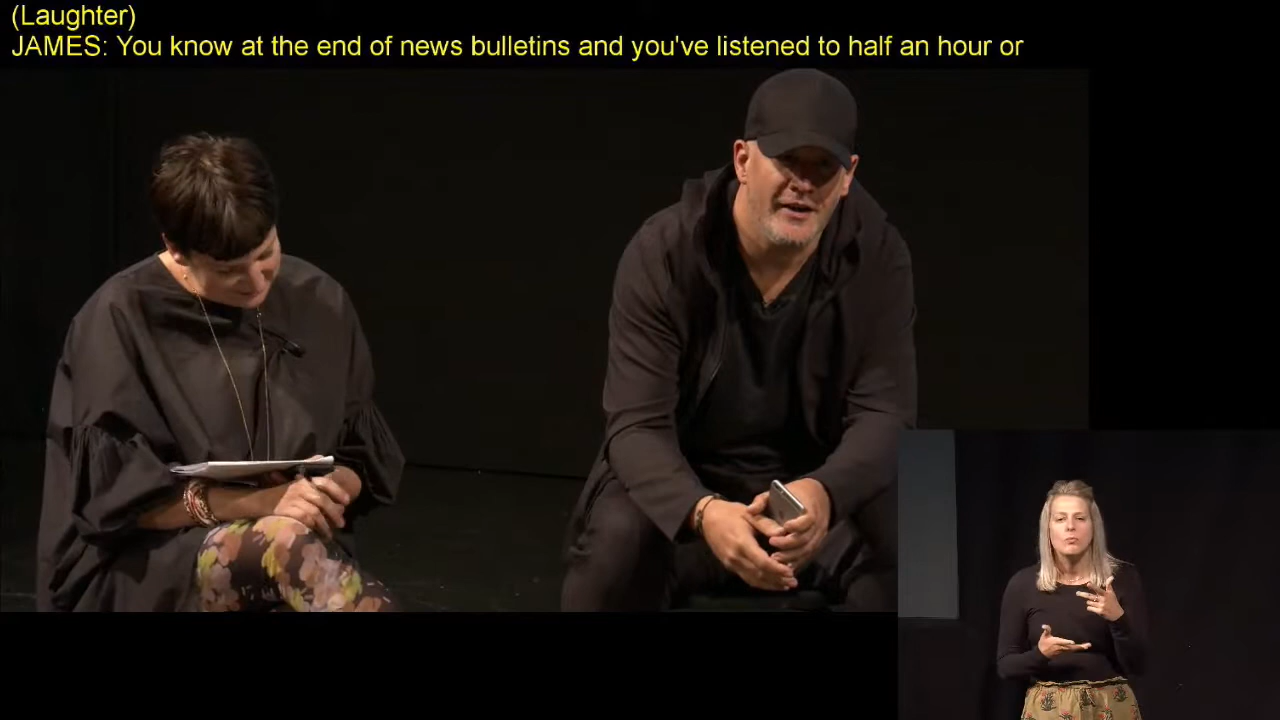 (Laughter)
JAMES: You know at the end of news bulletins and you've listened to half an hour or